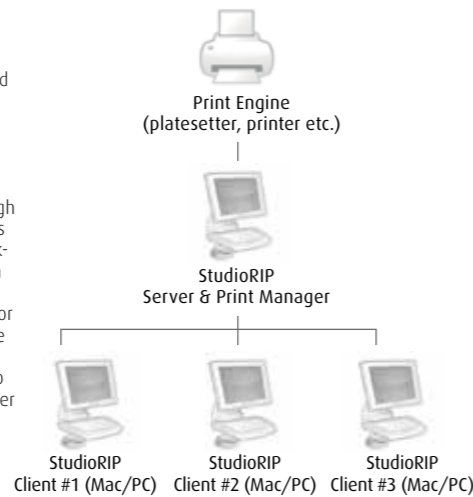 Print Engine
(platesetter, printer etc.)
StudioRIP
Server & Print Manager
StudioRIP
Client #1 (Mac/PC)
StudioRIP
Client #2 (Mac/PC)
StudioRIP
Client #3 (Mac/PC)